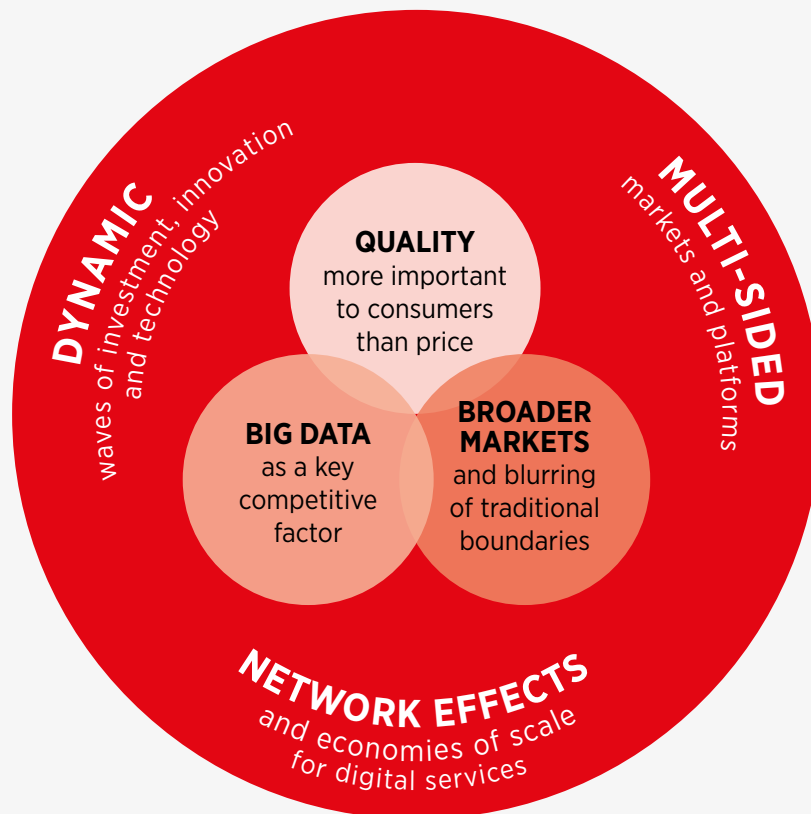 DYNAMIC
waves of investment, innovation
and technology
MULTI-SIDED
markets and platforms
QUALITY
more important
to consumers
than price
BIG DATA
as a key
competitive
factor
BROADER
MARKETS
and blurring
of traditional
boundaries
NETWORK EFFECTS
and economies of scale
for digital services